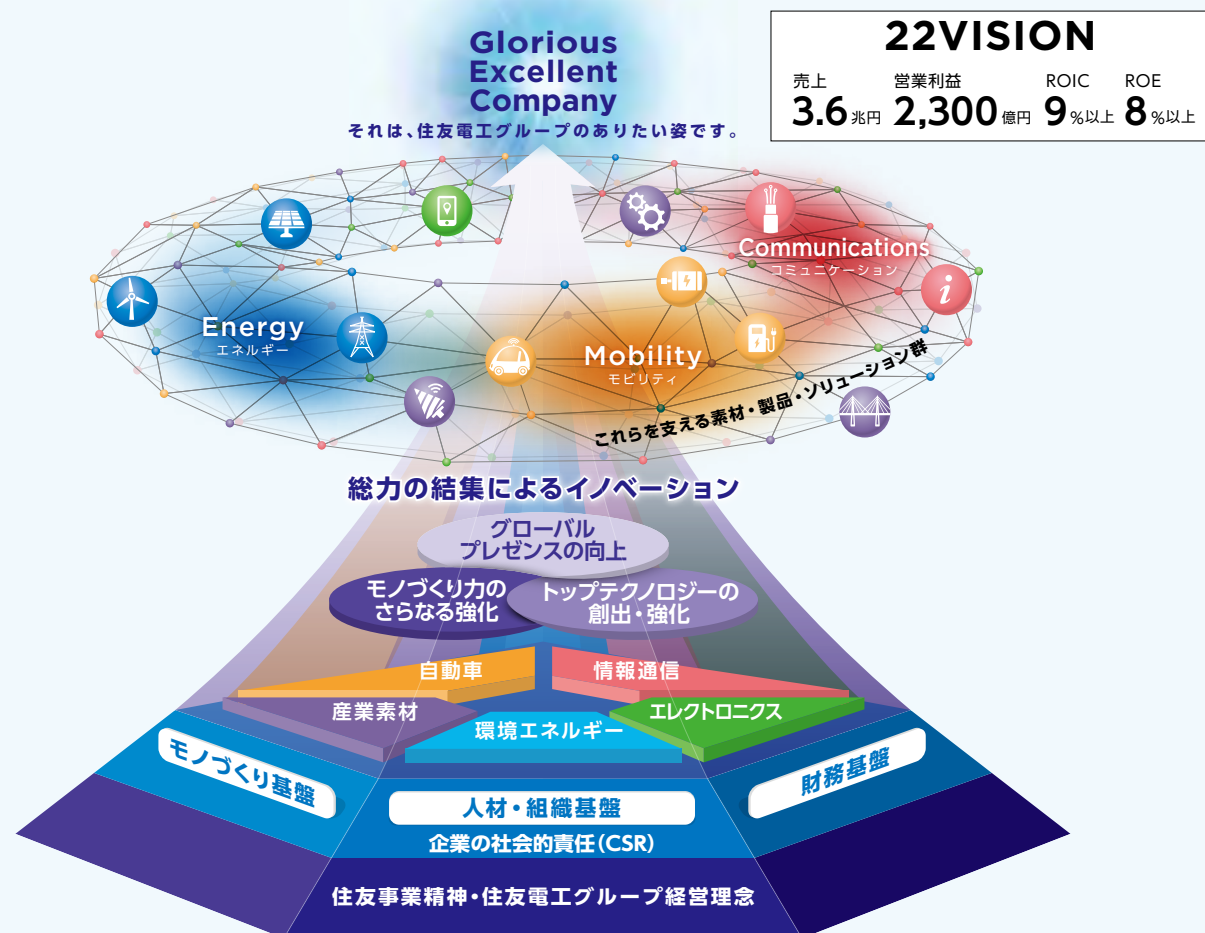 Glorious
Excellent
Company
それは、住友電工グループのありたい姿です。
22VISION
売上 営業利益 ROIC ROE
3.6兆円 2,300億円 9%以上 8%以上
Communications
コミュニケーション
Energy
エネルギー
Mobility
モビリティ
これらを支える素材・製品・ソリューション群
総力の結集によるイノベーション
グローバル
プレゼンスの向上
モノづくり力の
さらなる強化
トップテクノロジーの
創出・強化
自動車
情報通信
産業素材
環境エネルギー
エレクトロニクス
モノづくり基盤
人材・組織基盤
財務基盤
企業の社会的責任(CSR)
住友事業精神・住友電工グループ経営理念